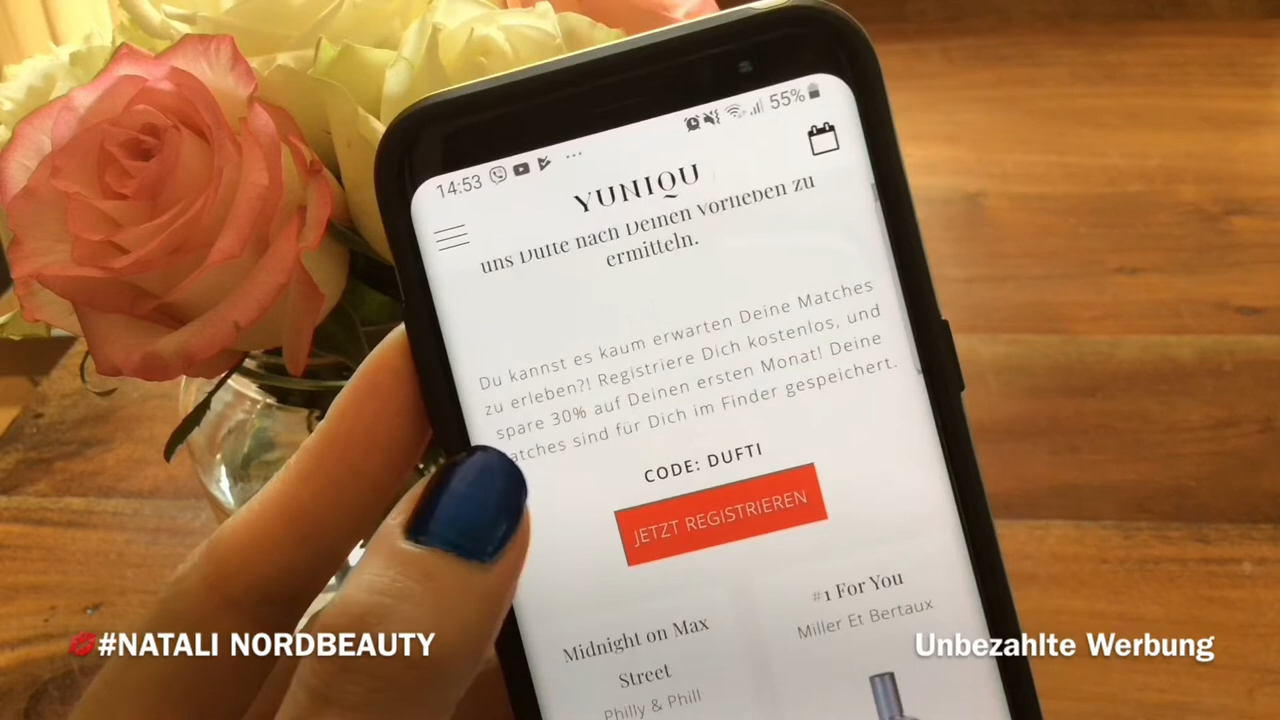 14:53
55%
YUNIQU
uns Düfte nach Deinen Vorlieben zu
ermitteln.
Du kannst es kaum erwarten Deine Matches
zu erleben?! Registriere Dich kostenlos, und
spare 30% auf Deinen ersten Monat! Deine
atches sind für Dich im Finder gespeichert.
CODE: DUFTI
JETZT REGISTRIEREN
Midnight on Max
Street
Philly & Phill
#1 For You
Miller Et Bertaux
#NATALI NORDBEAUTY
Unbezahlte Werbung